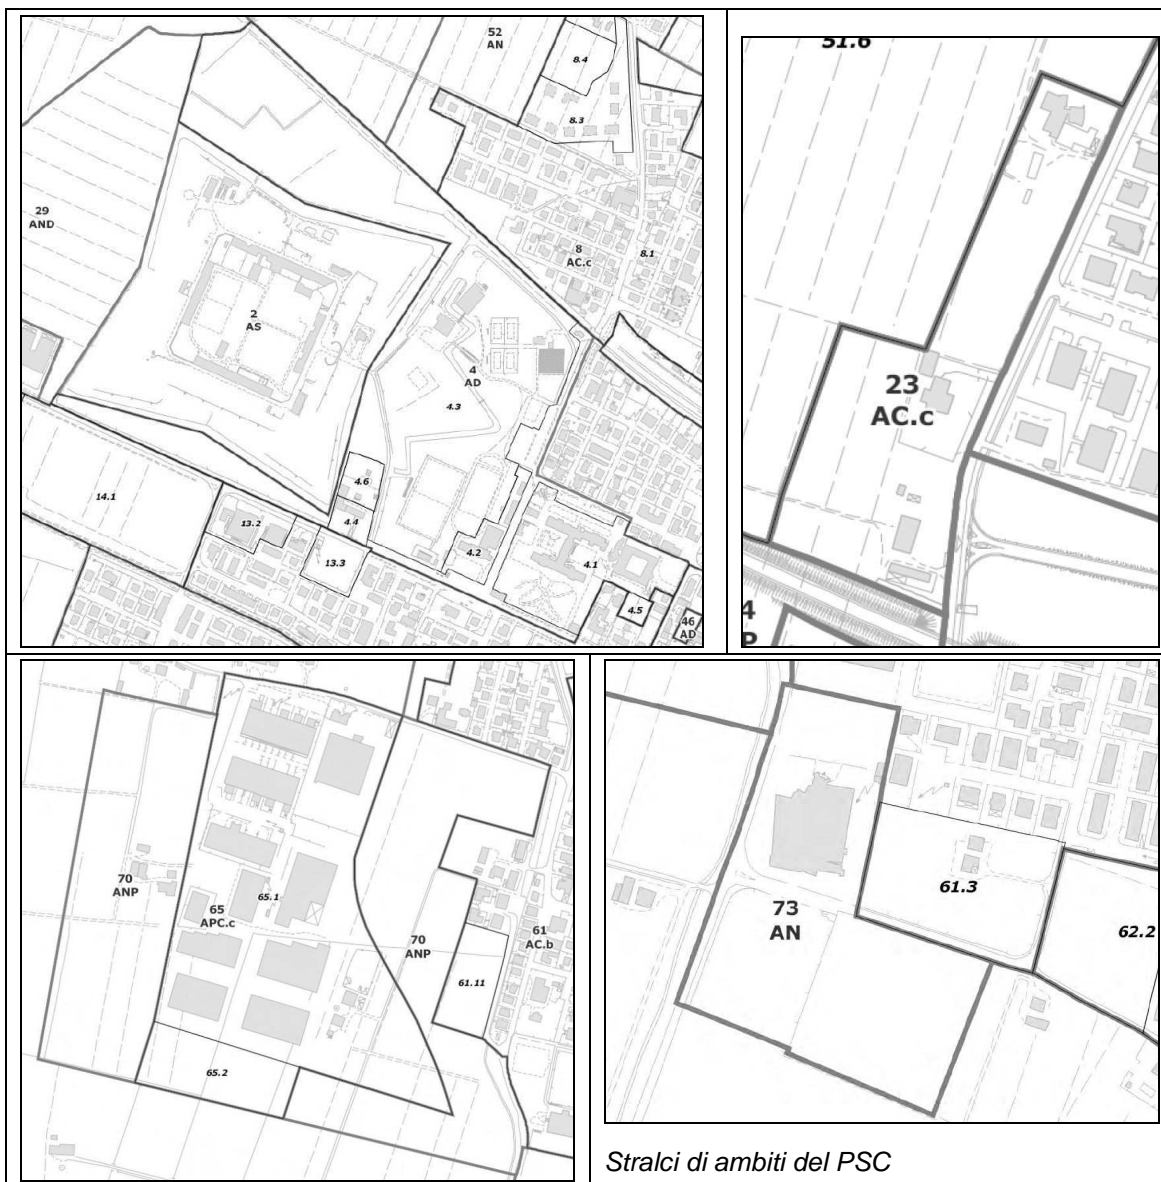 52
AN
8.4
8.3
29
AND
8
AC.c
8.1
2
AS
4
AD
4.3
14.1
4.6
13.2
4.4
13.3
4.2
4.1
4.5
46
AD
51.6
23
AC.c
4
P
70
ANP
65.1
65
APC.c
70
ANP
61
AC.b
61.11
65.2
61.3
73
AN
62.2
Stralci di ambiti del PSC